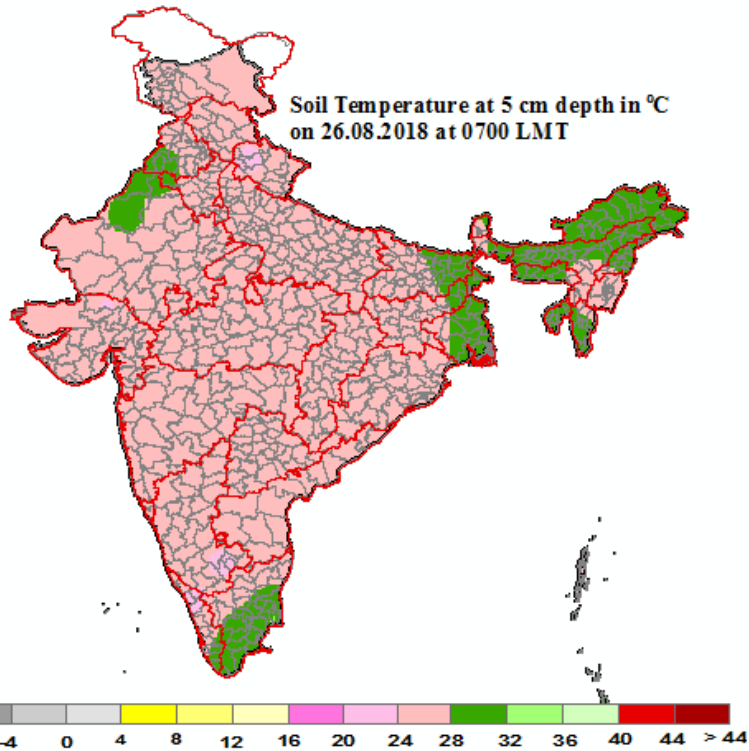 Soil Temperature at 5 cm depth in ⁰C
on 26.08.2018 at 0700 LMT
-4 0 4 8 12 16 20 24 28 32 36 40 44 > 44